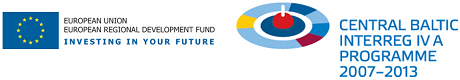 EUROPEAN UNION
EUROPEAN REGIONAL DEVELOPMENT FUND
INVESTING IN YOUR FUTURE
CENTRAL BALTIC
INTERREG IV A
PROGRAMME
2007–2013